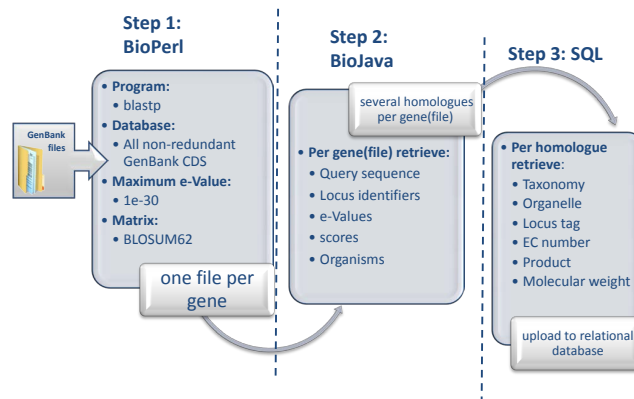 Step 1:
BioPerl
GenBank
files
• Program:
• blastp
• Database:
• All non-redundant
GenBank CDS
• Maximum e-Value:
• 1e-30
• Matrix:
• BLOSUM62
one file per
gene
Step 2:
BioJava
several homologues
per gene(file)
• Per gene(file) retrieve:
• Query sequence
• Locus identifiers
• e-Values
• scores
• Organisms
Step 3: SQL
• Per homologue
retrieve:
• Taxonomy
• Organelle
• Locus tag
• EC number
• Product
• Molecular weight
upload to relational
database